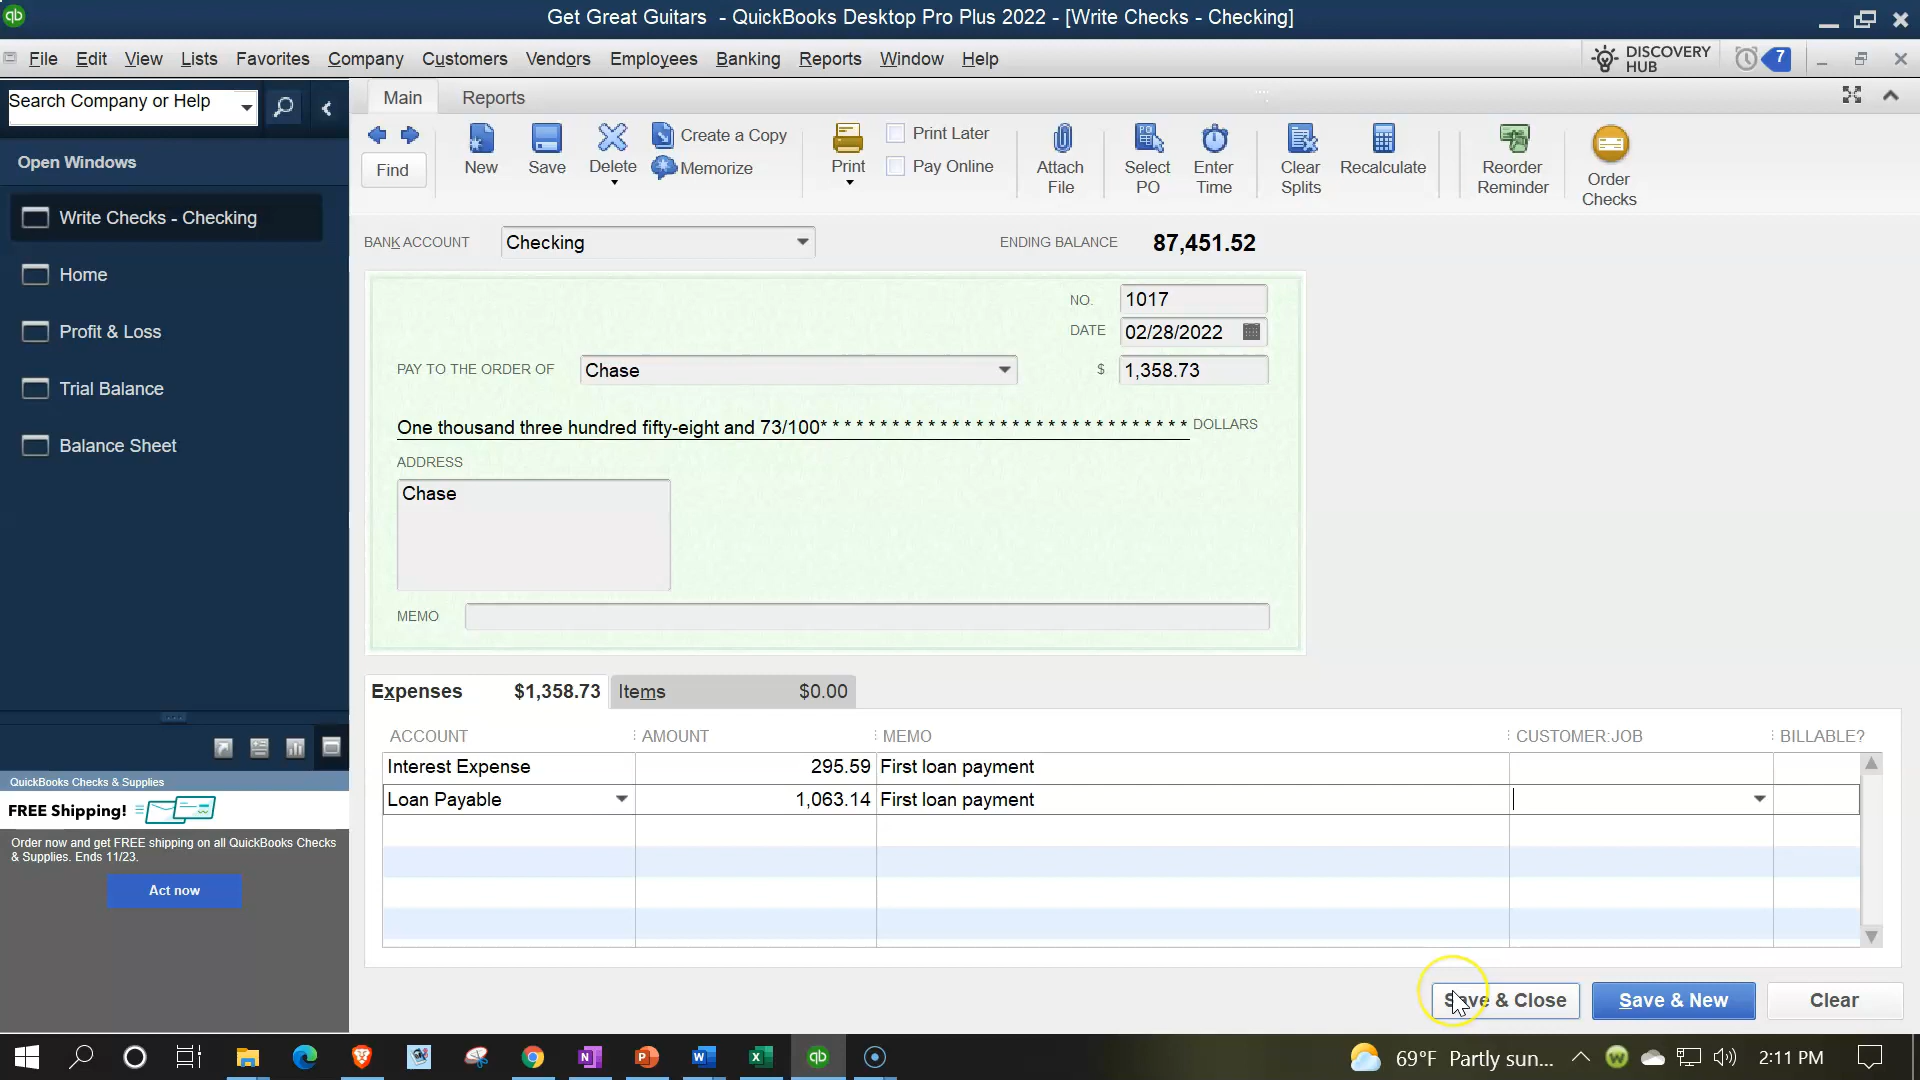 qb Get Great Guitars - QuickBooks Desktop Pro Plus 2022 - [Write Checks - Checking]
File Edit View Lists Favorites Company Customers Vendors Employees Banking Reports Window Help DISCOVERY HUB 7
Search Company or Help
Open Windows
Write Checks - Checking
Home
Profit & Loss
Trial Balance
Balance Sheet
QuickBooks Checks & Supplies
FREE Shipping!
Order now and get FREE shipping on all QuickBooks Checks
& Supplies. Ends 11/23.
Act now
Main Reports
Find New Save Delete Create a Copy
Memorize
Print Print Later
Pay Online
Attach File
Select PO
Enter Time
Clear Splits
Recalculate
Reorder Reminder
Order Checks
BANK ACCOUNT Checking ENDING BALANCE 87,451.52
NO. 1017
DATE 02/28/2022
PAY TO THE ORDER OF Chase $ 1,358.73
One thousand three hundred fifty-eight and 73/100* * * * * * * * * * * * * * * * * * * * * * * * * * * * * * * DOLLARS
ADDRESS
Chase
MEMO
Expenses $1,358.73 Items $0.00
ACCOUNT AMOUNT MEMO CUSTOMER:JOB BILLABLE?
Interest Expense 295.59 First loan payment
Loan Payable 1,063.14 First loan payment
Save & Close Save & New Clear
69°F Partly sun... 2:11 PM